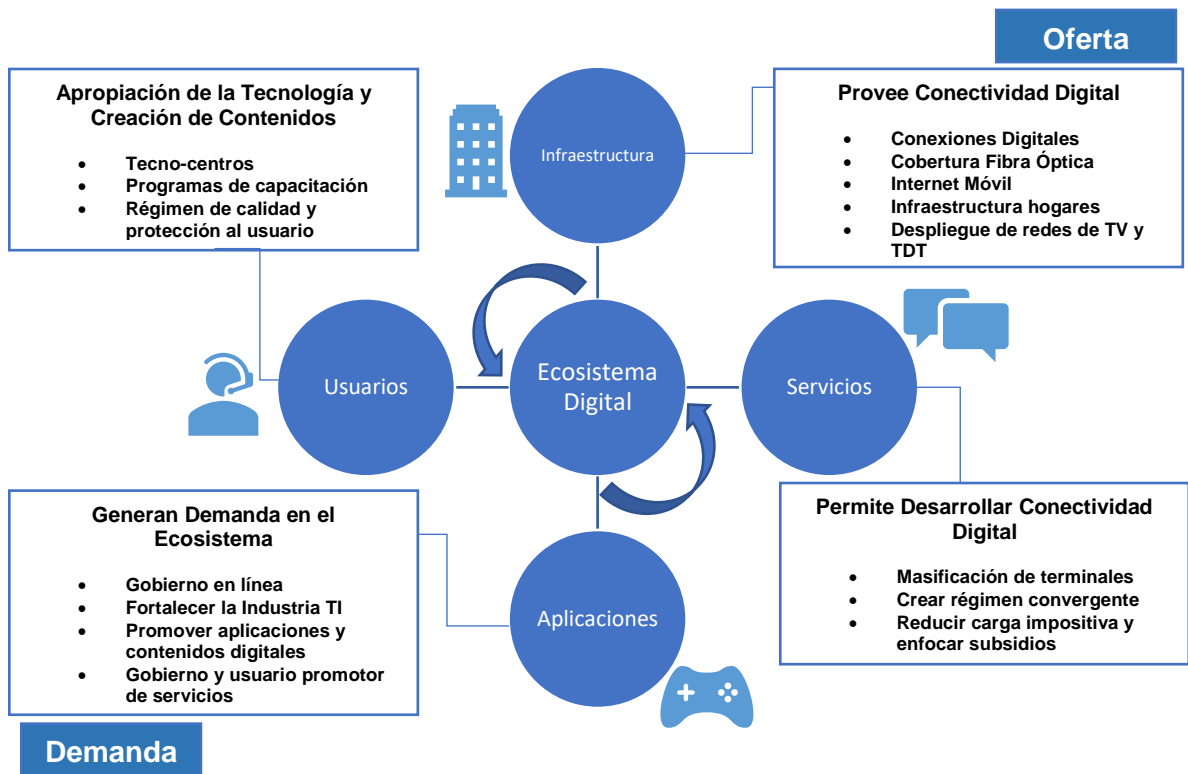 Oferta
Apropiación de la Tecnología y
Creación de Contenidos
• Tecno-centros
• Programas de capacitación
• Régimen de calidad y
protección al usuario
Infraestructura
Provee Conectividad Digital
• Conexiones Digitales
• Cobertura Fibra Óptica
• Internet Móvil
• Infraestructura hogares
• Despliegue de redes de TV y
TDT
Usuarios
Ecosistema
Digital
Servicios
Generan Demanda en el
Ecosistema
• Gobierno en línea
• Fortalecer la Industria TI
• Promover aplicaciones y
contenidos digitales
• Gobierno y usuario promotor
de servicios
Aplicaciones
Permite Desarrollar Conectividad
Digital
• Masificación de terminales
• Crear régimen convergente
• Reducir carga impositiva y
enfocar subsidios
Demanda